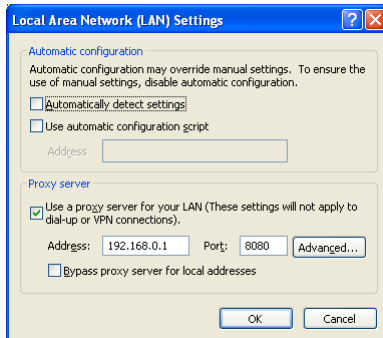 Local Area Network (LAN) Settings
Automatic configuration
Automatic configuration may override manual settings. To ensure the
use of manual settings, disable automatic configuration.
Automatically detect settings
Use automatic configuration script
Address
Proxy server
Use a proxy server for your LAN (These settings will not apply to
dial-up or VPN connections).
Address: 192.168.0.1 Port: 8080 Advanced...
Bypass proxy server for local addresses
OK Cancel